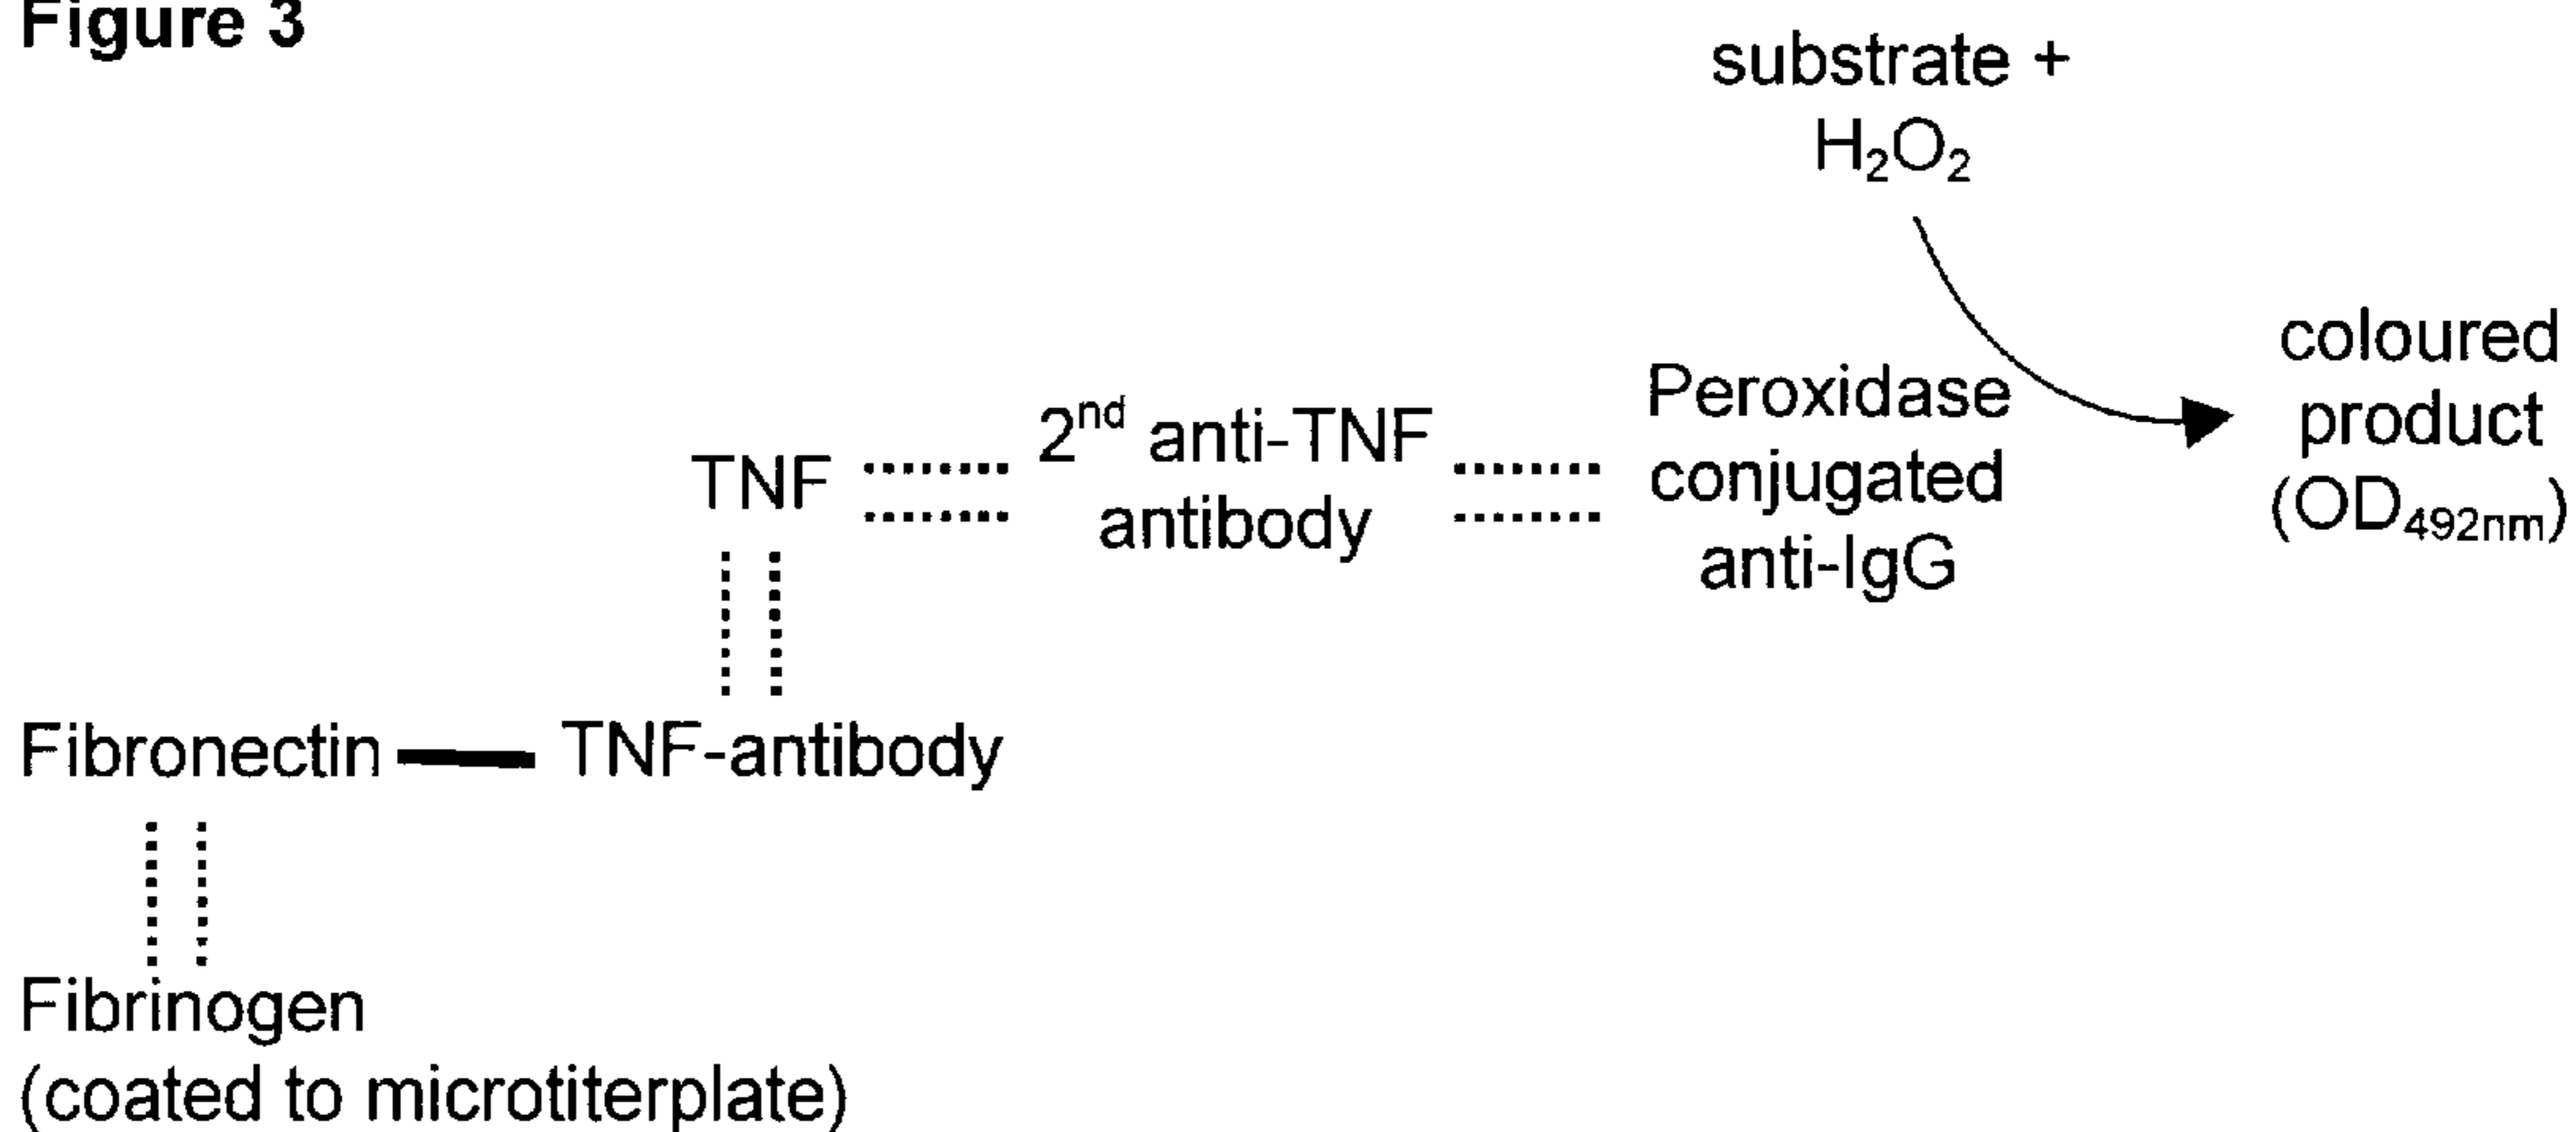 Figure 3
substrate +
H₂O₂
coloured
product
(OD₄₉₂nm)
Peroxidase
conjugated
anti-IgG
2ⁿᵈ anti-TNF
antibody
TNF
Fibronectin
TNF-antibody
Fibrinogen
(coated to microtiterplate)